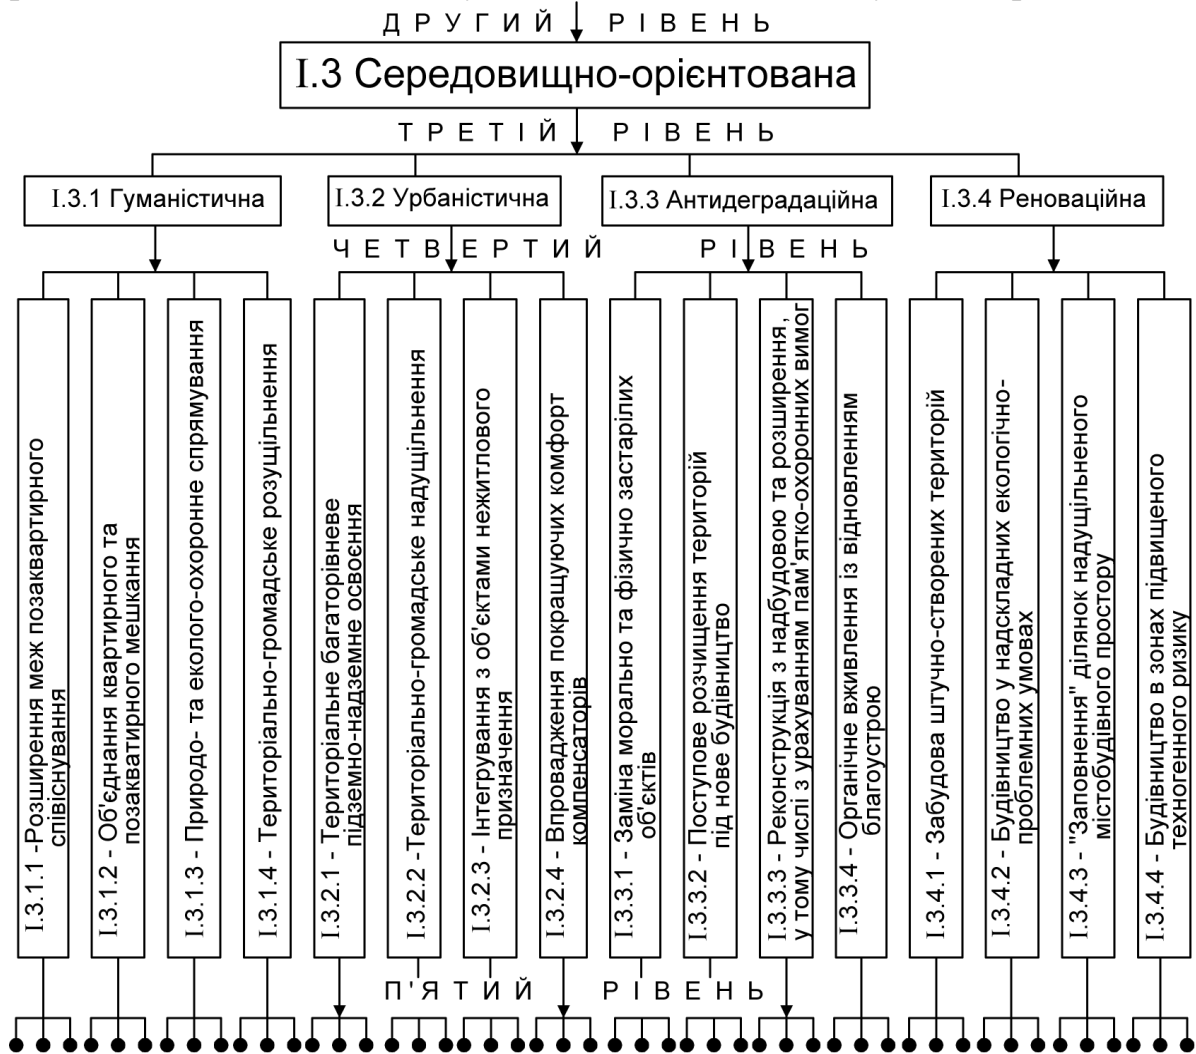 ДРУГИЙ РІВЕНЬ
I.3 Середовищно-орієнтована
ТРЕТІЙ РІВЕНЬ
I.3.1 Гуманістична
I.3.2 Урбаністична
I.3.3 Антидеградаційна
I.3.4 Реноваційна
ЧЕТВЕРТИЙ РІВЕНЬ
I.3.1.1 -Розширення меж позаквартирного
співіснування
I.3.1.2 - Об'єднання квартирного та
позакватирного мешкання
I.3.1.3 - Природо- та еколого-охоронне спрямування
I.3.1.4 - Територіально-громадське розущільнення
I.3.2.1 - Територіальне багаторівневе
підземно-надземне освоєння
I.3.2.2 -Територіально-громадське надущільнення
I.3.2.3 - Інтегрування з об'єктами нежитлового
призначення
I.3.2.4 - Впровадження покращуючих комфорт
компенсаторів
I.3.3.1 - Заміна морально та фізично застарілих
об'єктів
I.3.3.2 - Поступове розчищення територій
під нове будівництво
I.3.3.3 - Реконструкція з надбудовою та розширення,
у тому числі з урахуванням пам'ятко-охоронних вимог
I.3.3.4 - Органічне вживлення із відновленням
благоустрою
I.3.4.1 - Забудова штучно-створених територій
I.3.4.2 - Будівництво у надскладних екологічно-
проблемних умовах
I.3.4.3 - "Заповнення" ділянок надущільненого
містобудівного простору
I.3.4.4 - Будівництво в зонах підвищеного
техногенного ризику
П'ЯТИЙ РІВЕНЬ